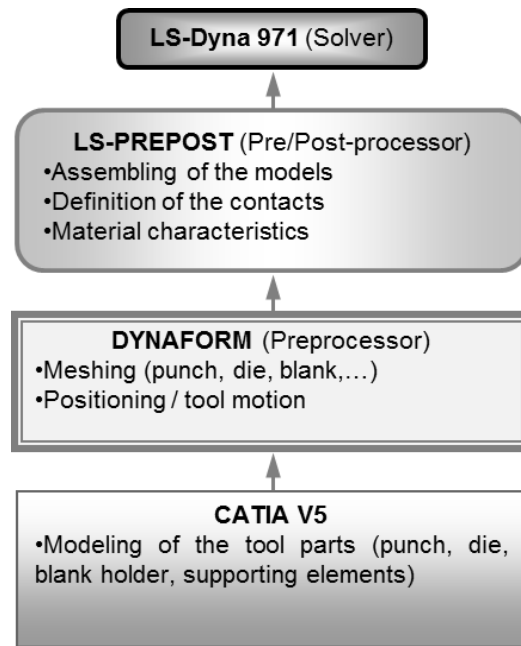 LS-Dyna 971 (Solver)
LS-PREPOST (Pre/Post-processor)
•Assembling of the models
•Definition of the contacts
•Material characteristics
DYNAFORM (Preprocessor)
•Meshing (punch, die, blank,...)
•Positioning / tool motion
CATIA V5
•Modeling of the tool parts (punch, die,
blank holder, supporting elements)